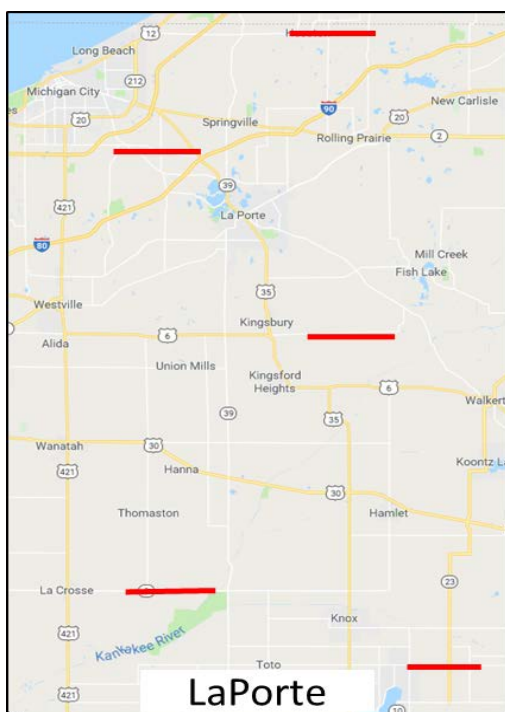 12
Long Beach
212
Michigan City
90
New Carlisle
20
20
Springville
Rolling Prairie
2
39
421
La Porte
80
Mill Creek
Fish Lake
35
Westville
Kingsbury
6
Alida
Union Mills
Kingsford
Heights
6
Walkert
39
35
Wanatah
30
421
Koontz La
Hanna
30
Thomaston
Hamlet
23
La Crosse
Knox
421
Kankakee River
Toto
421
10
LaPorte